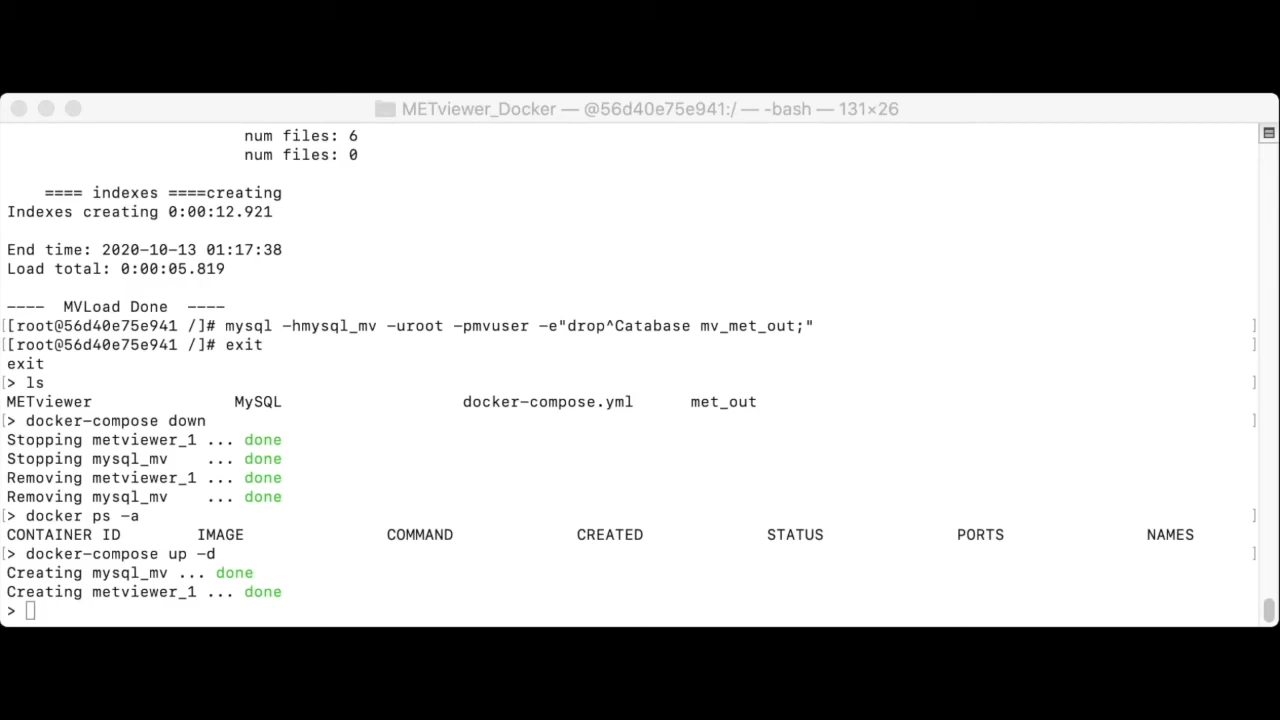 METviewer_Docker — @56d40e75e941:/ — -bash — 131×26
num files: 6
num files: 0
==== indexes ====creating
Indexes creating 0:00:12.921
End time: 2020-10-13 01:17:38
Load total: 0:00:05.819
---- MVLoad Done ----
[[root@56d40e75e941 /]# mysql -hmysql_mv -uroot -pmvuser -e"drop^Catabase mv_met_out;" ]
[[root@56d40e75e941 /]# exit ]
exit
[> ls ]
METviewer MySQL docker-compose.yml met_out
[> docker-compose down ]
Stopping metviewer_1 ... done
Stopping mysql_mv ... done
Removing metviewer_1 ... done
Removing mysql_mv ... done
[> docker ps -a ]
CONTAINER ID IMAGE COMMAND CREATED STATUS PORTS NAMES
[> docker-compose up -d ]
Creating mysql_mv ... done
Creating metviewer_1 ... done
>